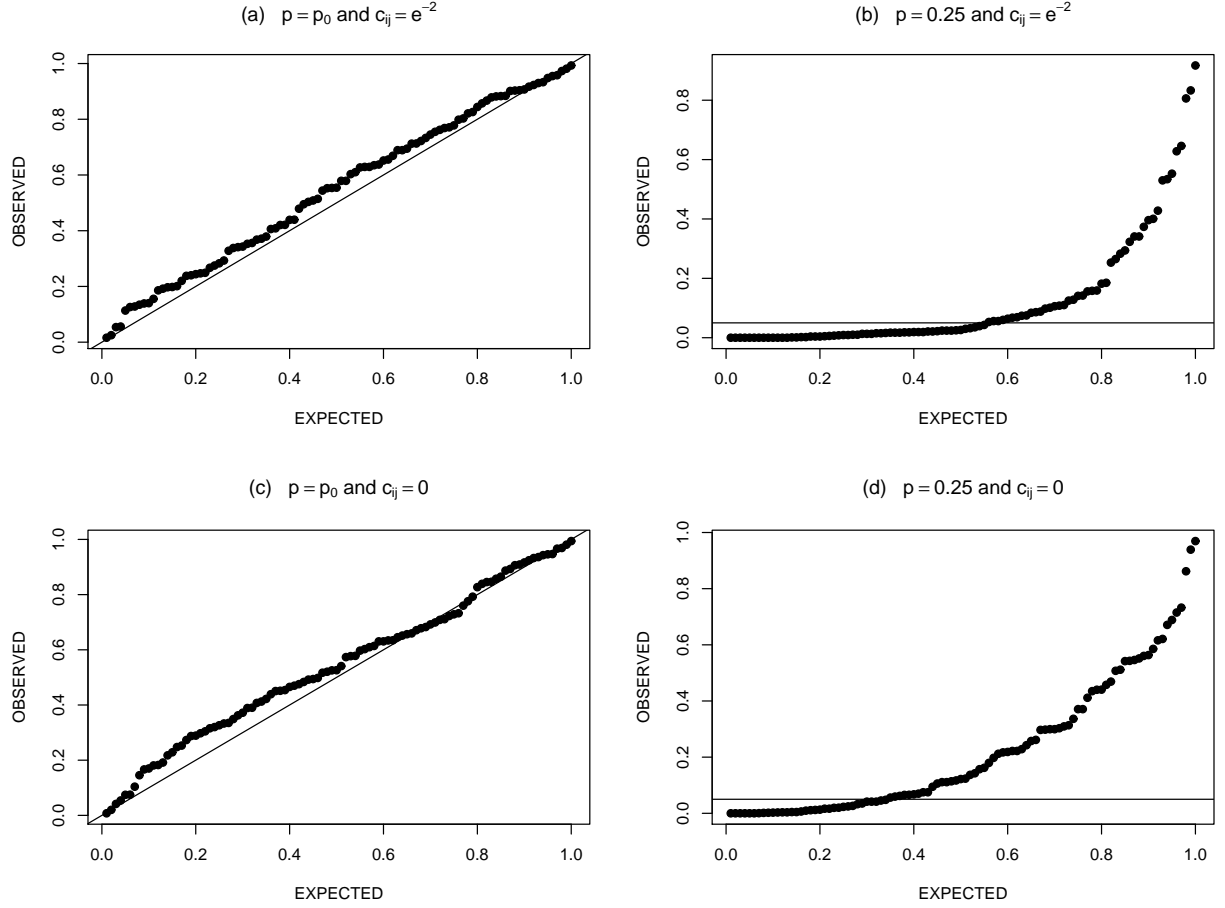 (a) p = p₀ and cᵢⱼ = e⁻²
1.0
0.8
0.6
0.4
0.2
0.0
OBSERVED
0.0 0.2 0.4 0.6 0.8 1.0
EXPECTED
(b) p = 0.25 and cᵢⱼ = e⁻²
0.8
0.6
0.4
0.2
0.0
OBSERVED
0.0 0.2 0.4 0.6 0.8 1.0
EXPECTED
(c) p = p₀ and cᵢⱼ = 0
1.0
0.8
0.6
0.4
0.2
0.0
OBSERVED
0.0 0.2 0.4 0.6 0.8 1.0
EXPECTED
(d) p = 0.25 and cᵢⱼ = 0
1.0
0.8
0.6
0.4
0.2
0.0
OBSERVED
0.0 0.2 0.4 0.6 0.8 1.0
EXPECTED